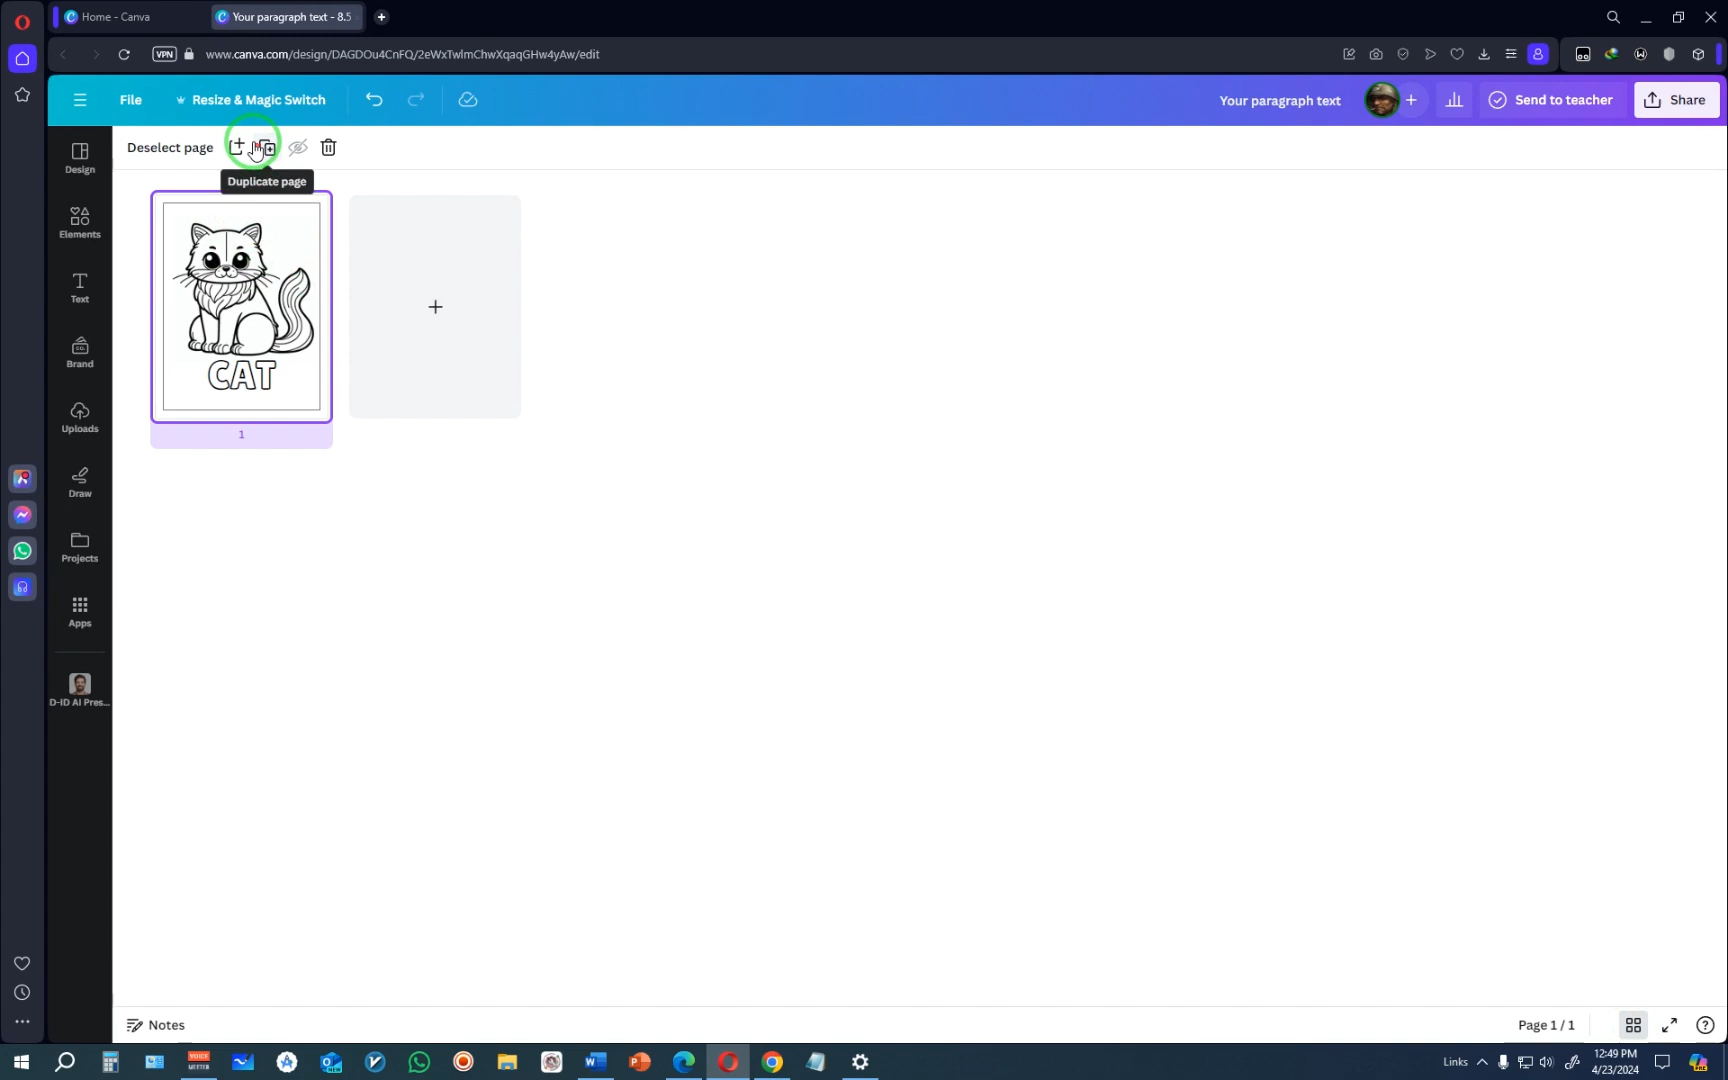 Home - Canva
Your paragraph text - 8.5
VPN
www.canva.com/design/DAGDOu4CnFQ/2eWxTwlmChwXqaqGHw4yAw/edit
File
Resize & Magic Switch
Your paragraph text
Send to teacher
Share
Deselect page
Duplicate page
Design
Elements
Text
Brand
Uploads
Draw
Projects
Apps
D-ID AI Pres...
CAT
1
Notes
Page 1 / 1
Links
12:49 PM
4/23/2024